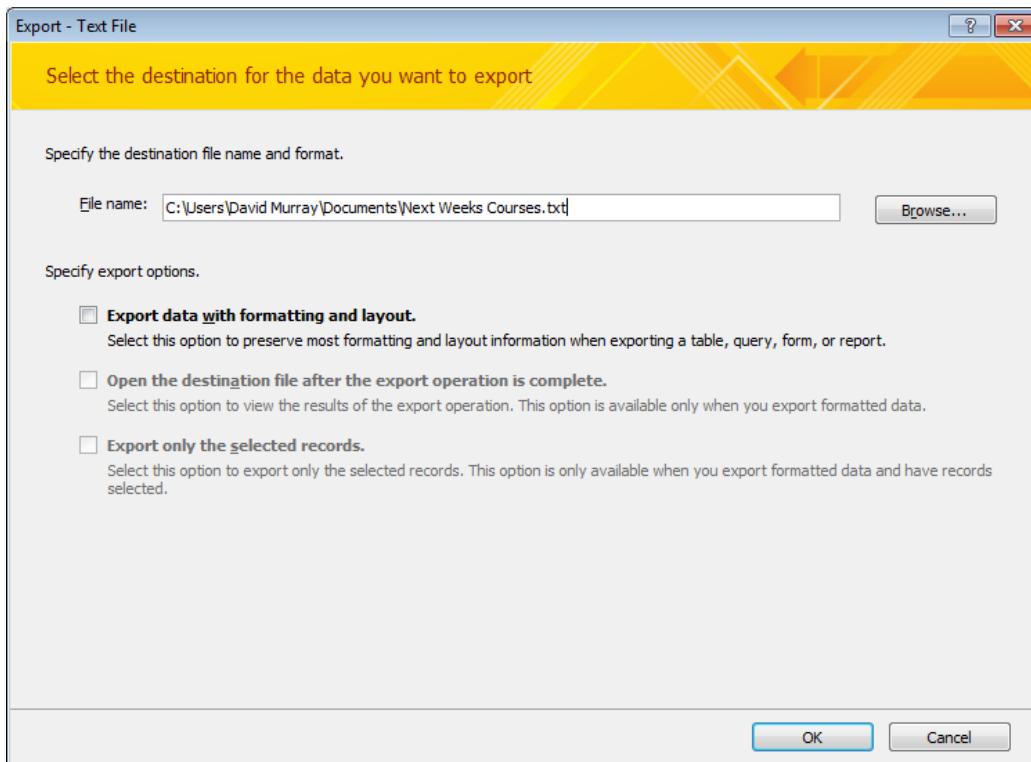 Export - Text File
Select the destination for the data you want to export
Specify the destination file name and format.
File name: C:\Users\David Murray\Documents\Next Weeks Courses.txt Browse...
Specify export options.
Export data with formatting and layout.
Select this option to preserve most formatting and layout information when exporting a table, query, form, or report.
Open the destination file after the export operation is complete.
Select this option to view the results of the export operation. This option is available only when you export formatted data.
Export only the selected records.
Select this option to export only the selected records. This option is only available when you export formatted data and have records
selected.
OK Cancel